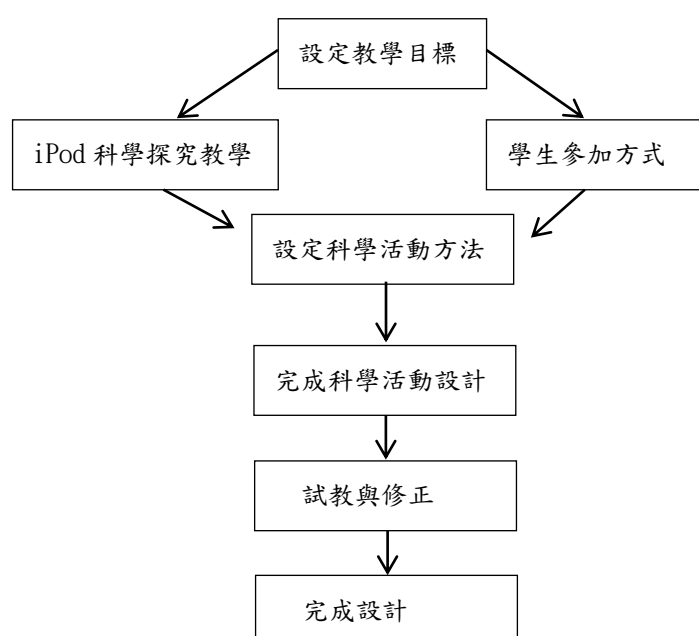 設定教學目標
iPod 科學探究教學
學生參加方式
設定科學活動方法
完成科學活動設計
試教與修正
完成設計